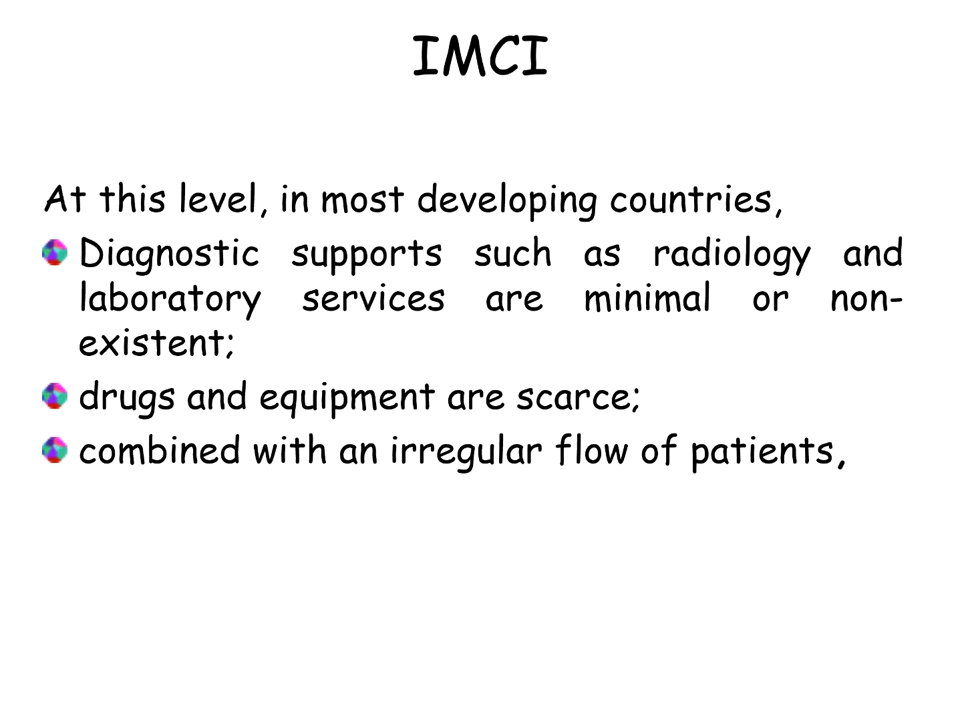 IMCI
At this level, in most developing countries,
Diagnostic supports such as radiology and
laboratory services are minimal or non-
existent;
drugs and equipment are scarce;
combined with an irregular flow of patients,